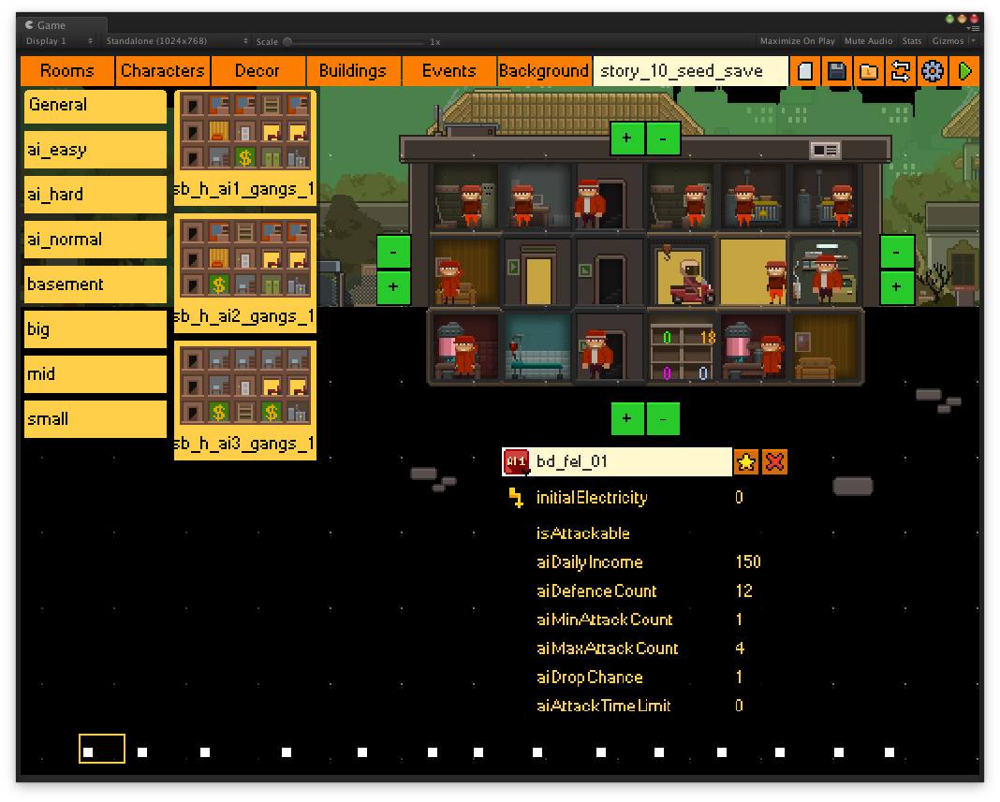 Game
Display 1 Standalone (1024x768) Scale 1x Maximize On Play Mute Audio Stats Gizmos
Rooms Characters Decor Buildings Events Background story_10_seed_save
General
ai_easy
ai_hard
ai_normal
basement
big
mid
small
sb_h_ai1_gangs_1
sb_h_ai2_gangs_1
sb_h_ai3_gangs_1
+ -
- -
+ +
0 18
0 0
+ -
AI 1 bd_fel_01
initialElectricity 0
isAttackable
aiDailyIncome 150
aiDefenceCount 12
aiMinAttackCount 1
aiMaxAttackCount 4
aiDropChance 1
aiAttackTimeLimit 0